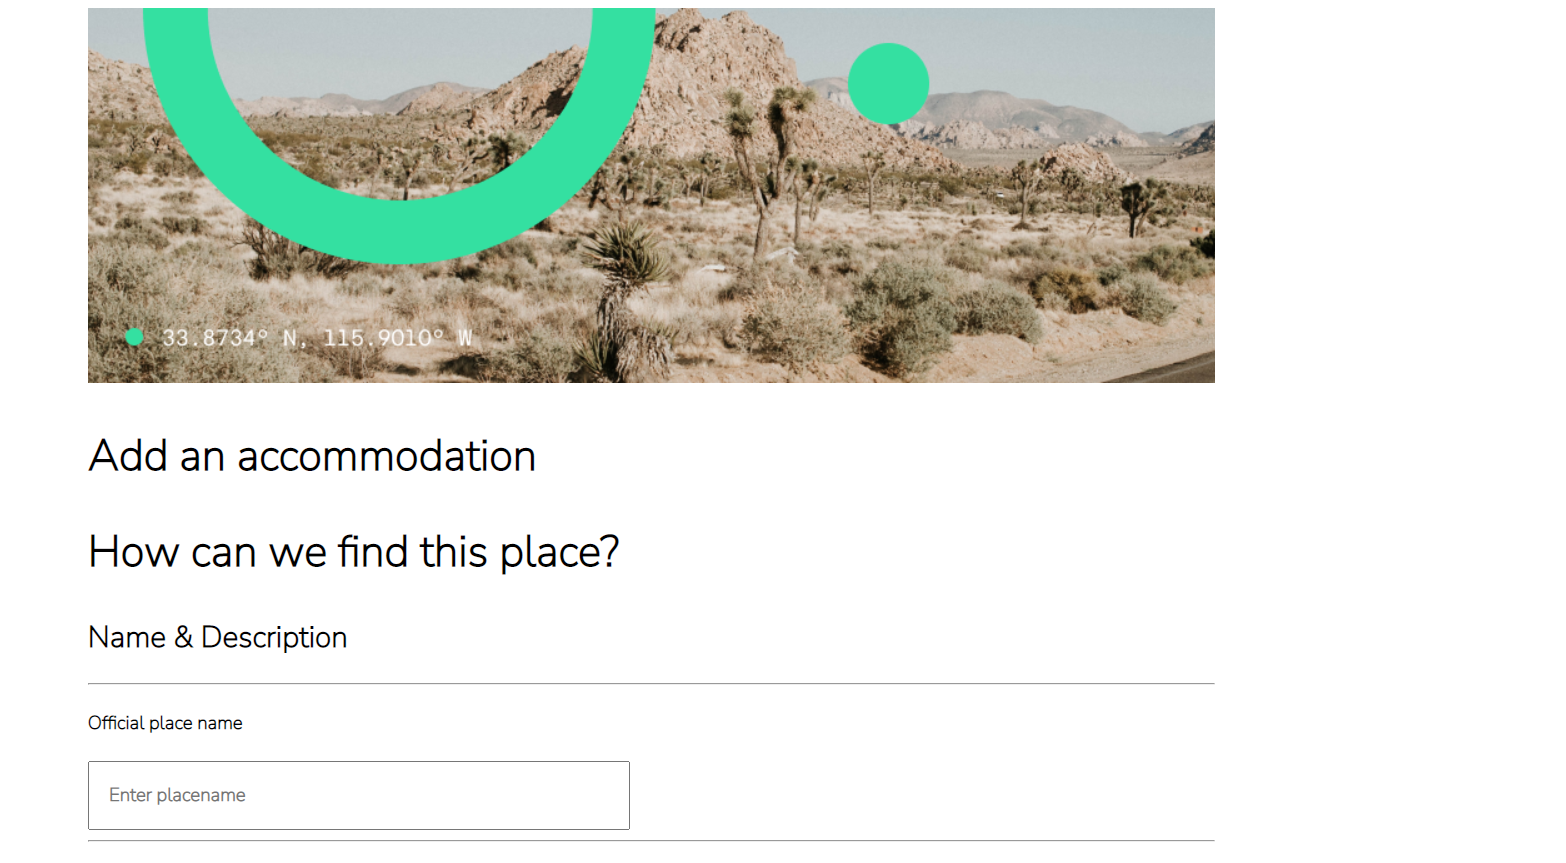 33.8734° N, 115.9010° W
Add an accommodation
How can we find this place?
Name & Description
Official place name
Enter placename